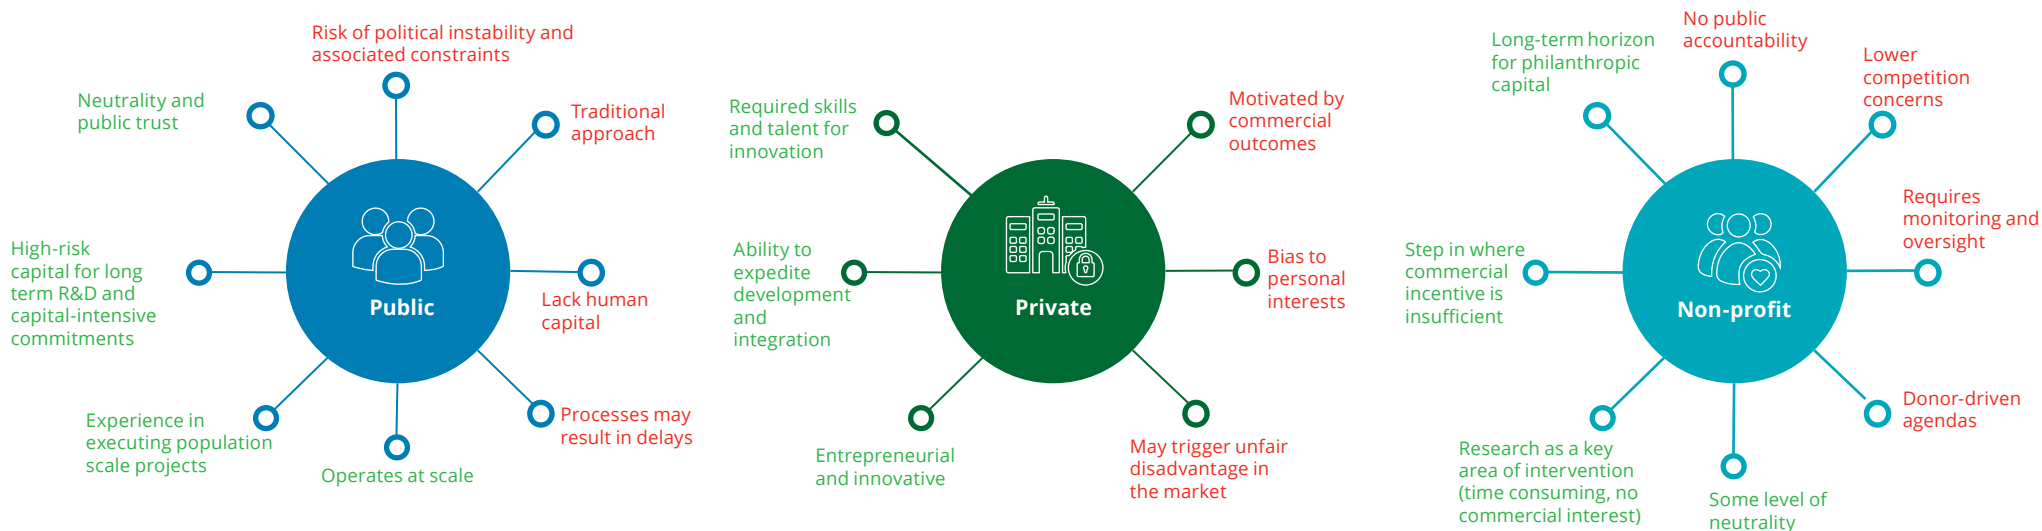 Risk of political instability and
associated constraints
Neutrality and
public trust
Traditional
approach
High-risk
capital for long
term R&D and
capital-intensive
commitments
Public
Lack human
capital
Experience in
executing population
scale projects
Operates at scale
Processes may
result in delays
Required skills
and talent for
innovation
Motivated by
commercial
outcomes
Ability to
expedite
development
and
integration
Private
Bias to
personal
interests
Entrepreneurial
and innovative
May trigger unfair
disadvantage in
the market
No public
accountability
Long-term horizon
for philanthropic
capital
Lower
competition
concerns
Step in where
commercial
incentive is
insufficient
Non-profit
Requires
monitoring and
oversight
Research as a key
area of intervention
(time consuming, no
commercial interest)
Some level of
neutrality
Donor-driven
agendas